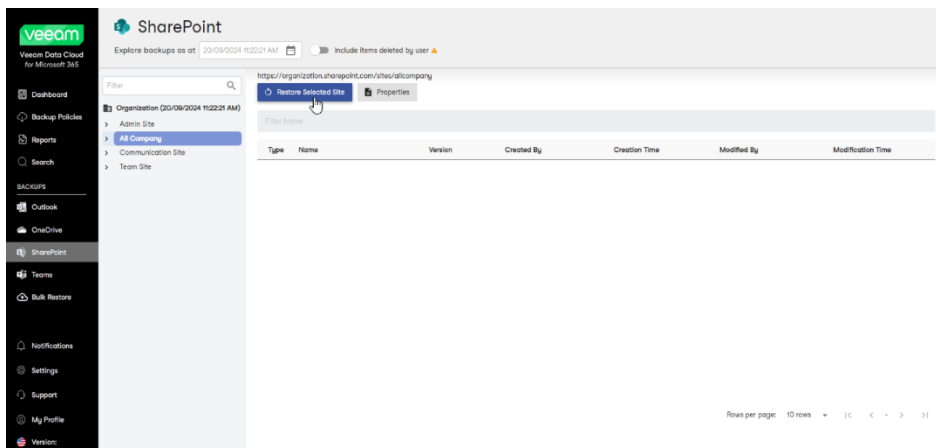 veeam
Veeam Data Cloud
for Microsoft 365
Dashboard
Backup Policies
Reports
Search
BACKUPS
Outlook
OneDrive
SharePoint
Teams
Bulk Restore
Notifications
Settings
Support
My Profile
Version:
SharePoint
Explore backups as at 20/09/2024 11:22:21 AM Include items deleted by user
Filter
Organization (20/09/2024 11:22:21 AM)
Admin Site
All Company
Communication Site
Team Site
https://organization.sharepoint.com/sites/allcompany
Restore Selected Site Properties
Filter Name
Type Name Version Created By Creation Time Modified By Modification Time
Rows per page: 10 rows